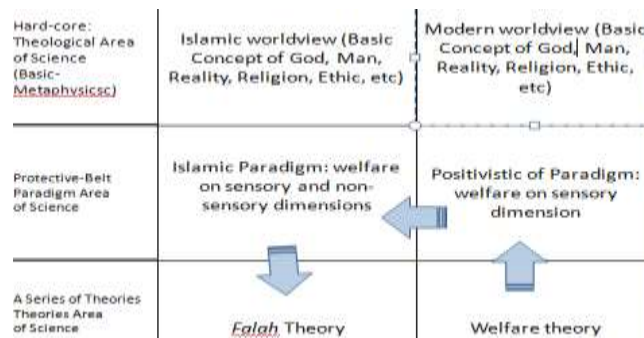 Hard-core:
Theological Area
of Science
(Basic-
Metaphysicsc)
Islamic worldview (Basic
Concept of God, Man,
Reality, Religion, Ethic, etc)
Modern worldview (Basic
Concept of God, Man,
Reality, Religion, Ethic,
etc)
Protective-Belt
Paradigm Area
of Science
Islamic Paradigm: welfare
on sensory and non-
sensory dimensions
Positivistic of Paradigm:
welfare on sensory
dimension
A Series of Theories
Theories Area
of Science
Falah Theory
Welfare theory